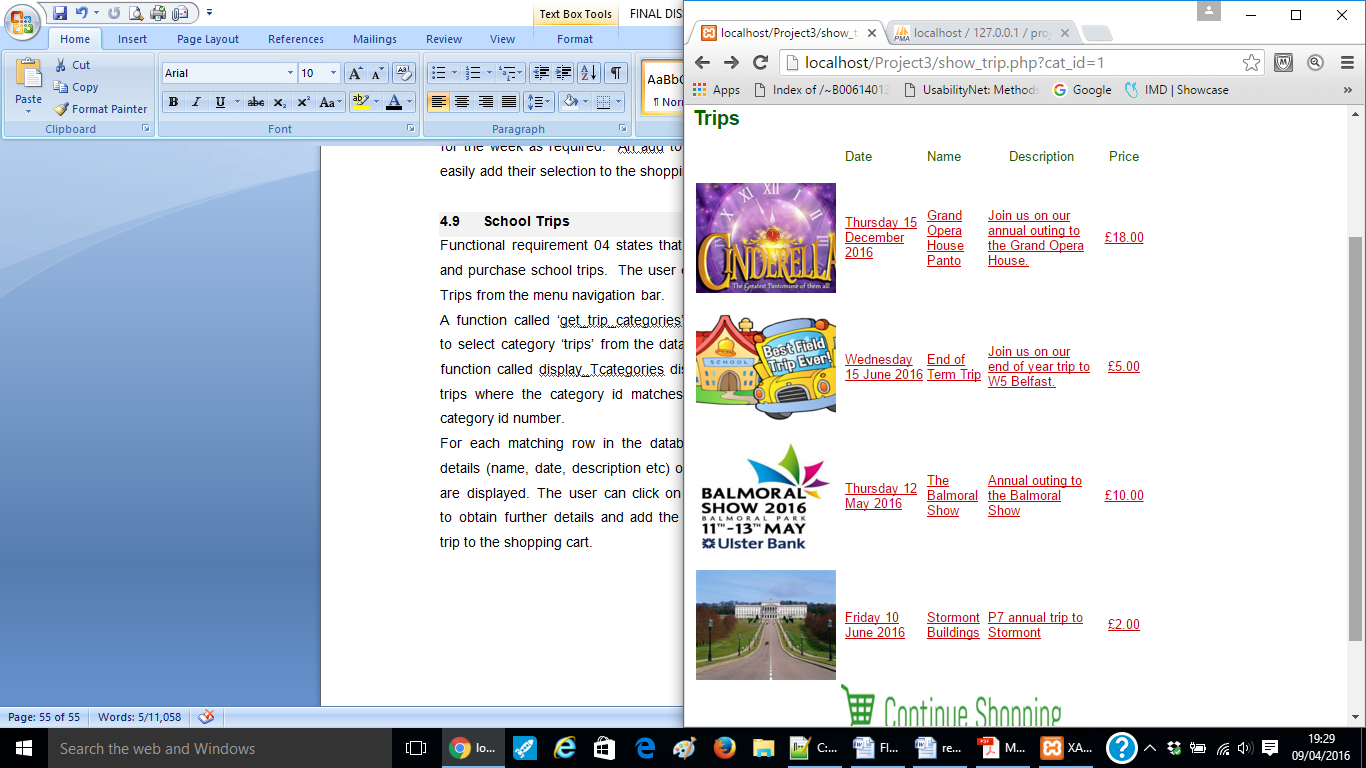 Text Box Tools
FINAL DIS
Home Insert Page Layout References Mailings Review View Format
Paste
Cut
Copy
Format Painter
Clipboard
Arial 10
B I U abc x₂ x² Aa
Font
Paragraph
AaBbC
¶ Norm
for the week as required. An add to
easily add their selection to the shoppi
4.9 School Trips
Functional requirement 04 states that
and purchase school trips. The user c
Trips from the menu navigation bar.
A function called ‘get_trip_categories’
to select category ‘trips’ from the data
function called display_Tcategories dis
trips where the category id matches
category id number.
For each matching row in the datab
details (name, date, description etc) o
are displayed. The user can click on
to obtain further details and add the
trip to the shopping cart.
Page: 55 of 55 Words: 5/11,058
localhost/Project3/show_t
PMA
localhost / 127.0.0.1 / proj
localhost/Project3/show_trip.php?cat_id=1
Apps Index of /~B00614013 UsabilityNet: Methods Google IMD | Showcase »
Trips
Date Name Description Price
XI XII I II
CINDERELLA
The Greatest Pantomime of them all
Thursday 15
December
2016
Grand
Opera
House
Panto
Join us on our
annual outing to
the Grand Opera
House.
£18.00
SCHOOL
Best Field
Trip Ever!
Wednesday
15 June 2016
End of
Term Trip
Join us on our
end of year trip to
W5 Belfast.
£5.00
BALMORAL
SHOW 2016
BALMORAL PARK
11TH-13TH MAY
Ulster Bank
Thursday 12
May 2016
The
Balmoral
Show
Annual outing to
the Balmoral
Show
£10.00
Friday 10
June 2016
Stormont
Buildings
P7 annual trip to
Stormont
£2.00
Continue Shopping
Search the web and Windows
lo...
C:...
Fl...
re...
M...
XA...
19:29
09/04/2016